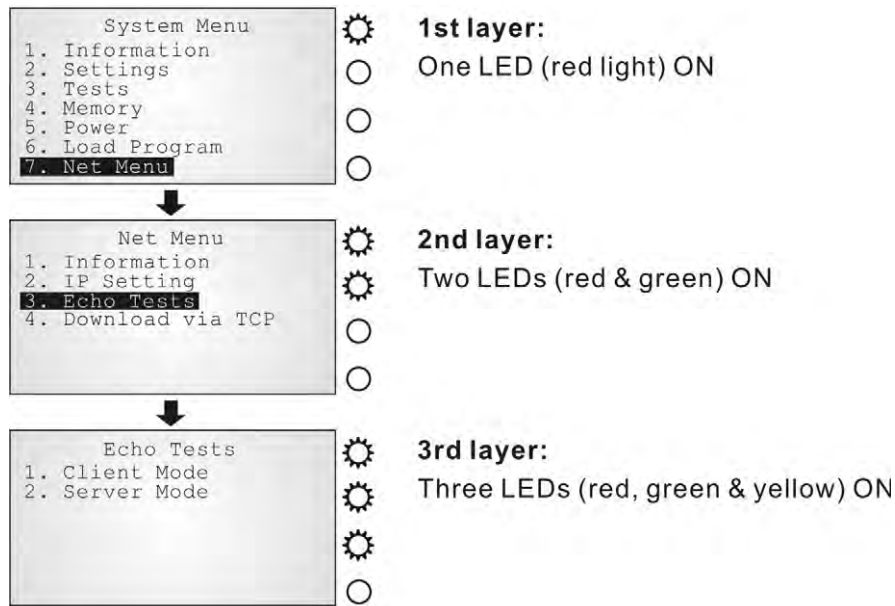 System Menu
1. Information
2. Settings
3. Tests
4. Memory
5. Power
6. Load Program
7. Net Menu
1st layer:
One LED (red light) ON
Net Menu
1. Information
2. IP Setting
3. Echo Tests
4. Download via TCP
2nd layer:
Two LEDs (red & green) ON
Echo Tests
1. Client Mode
2. Server Mode
3rd layer:
Three LEDs (red, green & yellow) ON